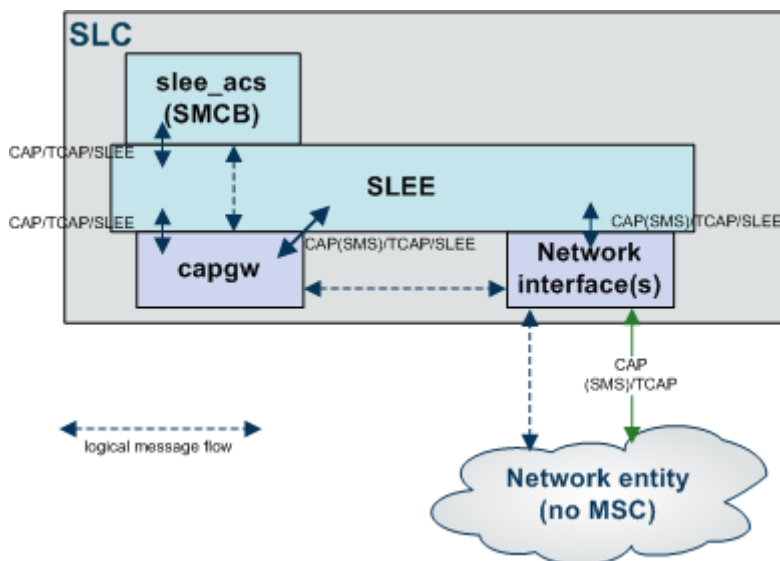 SLC
slee_acs
(SMCB)
CAP/TCAP/SLEE
SLEE
CAP/TCAP/SLEE
CAP(SMS)/TCAP/SLEE
CAP(SMS)/TCAP/SLEE
capgw
Network
interface(s)
CAP
(SMS)/TCAP
logical message flow
Network entity
(no MSC)